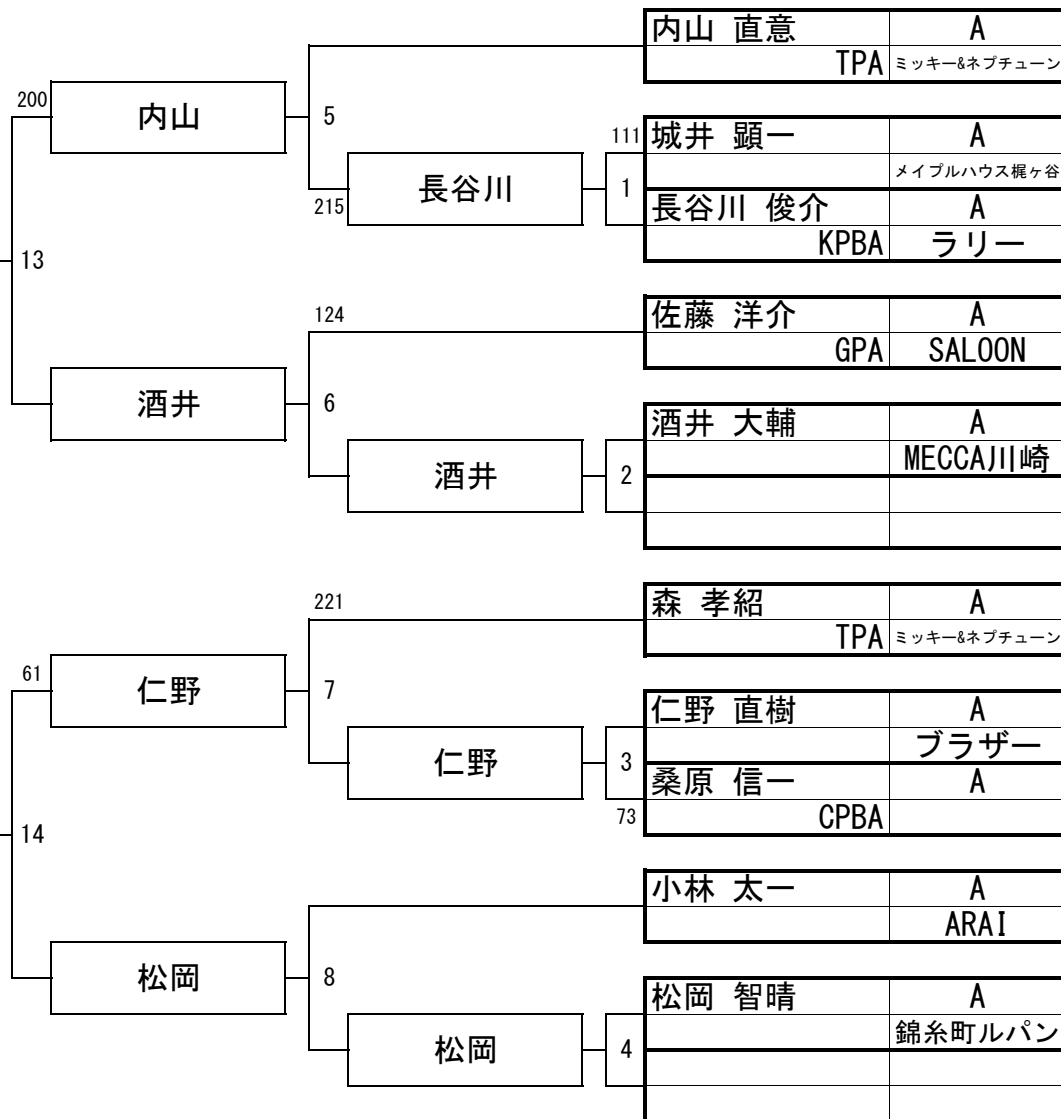 内山 直意 A
TPA ミッキー&ネプチューン
200
内山
5
111
城井 顕一 A
メイプルハウス梶ヶ谷
長谷川
1
215
長谷川 俊介 A
KPBA ラリー
13
124
佐藤 洋介 A
GPA SALOON
酒井
6
酒井 大輔 A
MECCA川崎
酒井
2
221
森 孝紹 A
TPA ミッキー&ネプチューン
61
仁野
7
仁野 直樹 A
ブラザー
仁野
3
桑原 信一 A
73
CPBA
14
小林 太一 A
ARAI
松岡
8
松岡 智晴 A
錦糸町ルパン
松岡
4